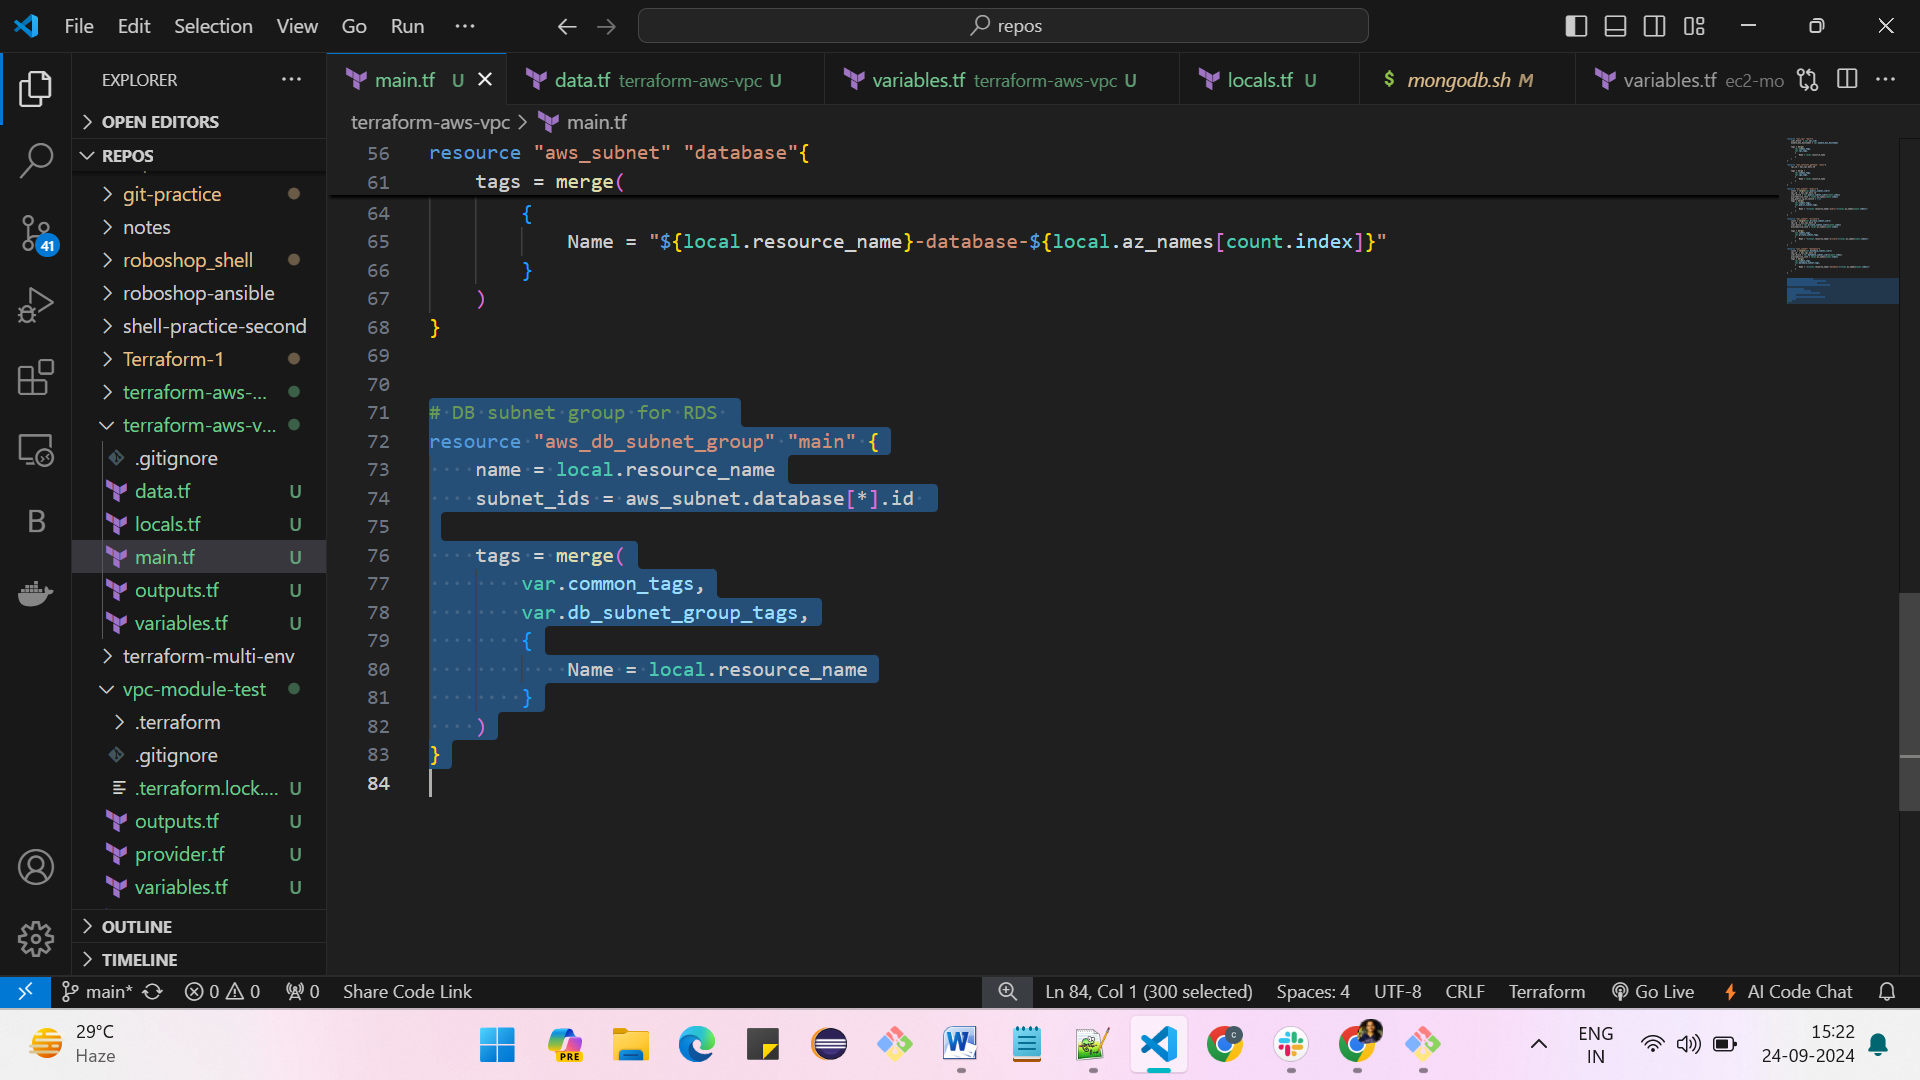 File Edit Selection View Go Run ···
repos
EXPLORER
OPEN EDITORS
REPOS
git-practice
notes
roboshop_shell
roboshop-ansible
shell-practice-second
Terraform-1
terraform-aws-...
terraform-aws-v...
.gitignore
data.tf U
locals.tf U
main.tf U
outputs.tf U
variables.tf U
terraform-multi-env
vpc-module-test
.terraform
.gitignore
.terraform.lock.... U
outputs.tf U
provider.tf U
variables.tf U
OUTLINE
TIMELINE
41
main.tf U data.tf terraform-aws-vpc U variables.tf terraform-aws-vpc U locals.tf U $ mongodb.sh M variables.tf ec2-mo
terraform-aws-vpc > main.tf
56 resource "aws_subnet" "database"{
61 tags = merge(
64 {
65 Name = "${local.resource_name}-database-${local.az_names[count.index]}"
66 }
67 )
68 }
69
70
71 # DB subnet group for RDS
72 resource "aws_db_subnet_group" "main" {
73 name = local.resource_name
74 subnet_ids = aws_subnet.database[*].id
75
76 tags = merge(
77 var.common_tags,
78 var.db_subnet_group_tags,
79 {
80 Name = local.resource_name
81 }
82 )
83 }
84
main* 0 0 0 Share Code Link Ln 84, Col 1 (300 selected) Spaces: 4 UTF-8 CRLF Terraform Go Live AI Code Chat
29°C
Haze
PRE
ENG
IN
15:22
24-09-2024